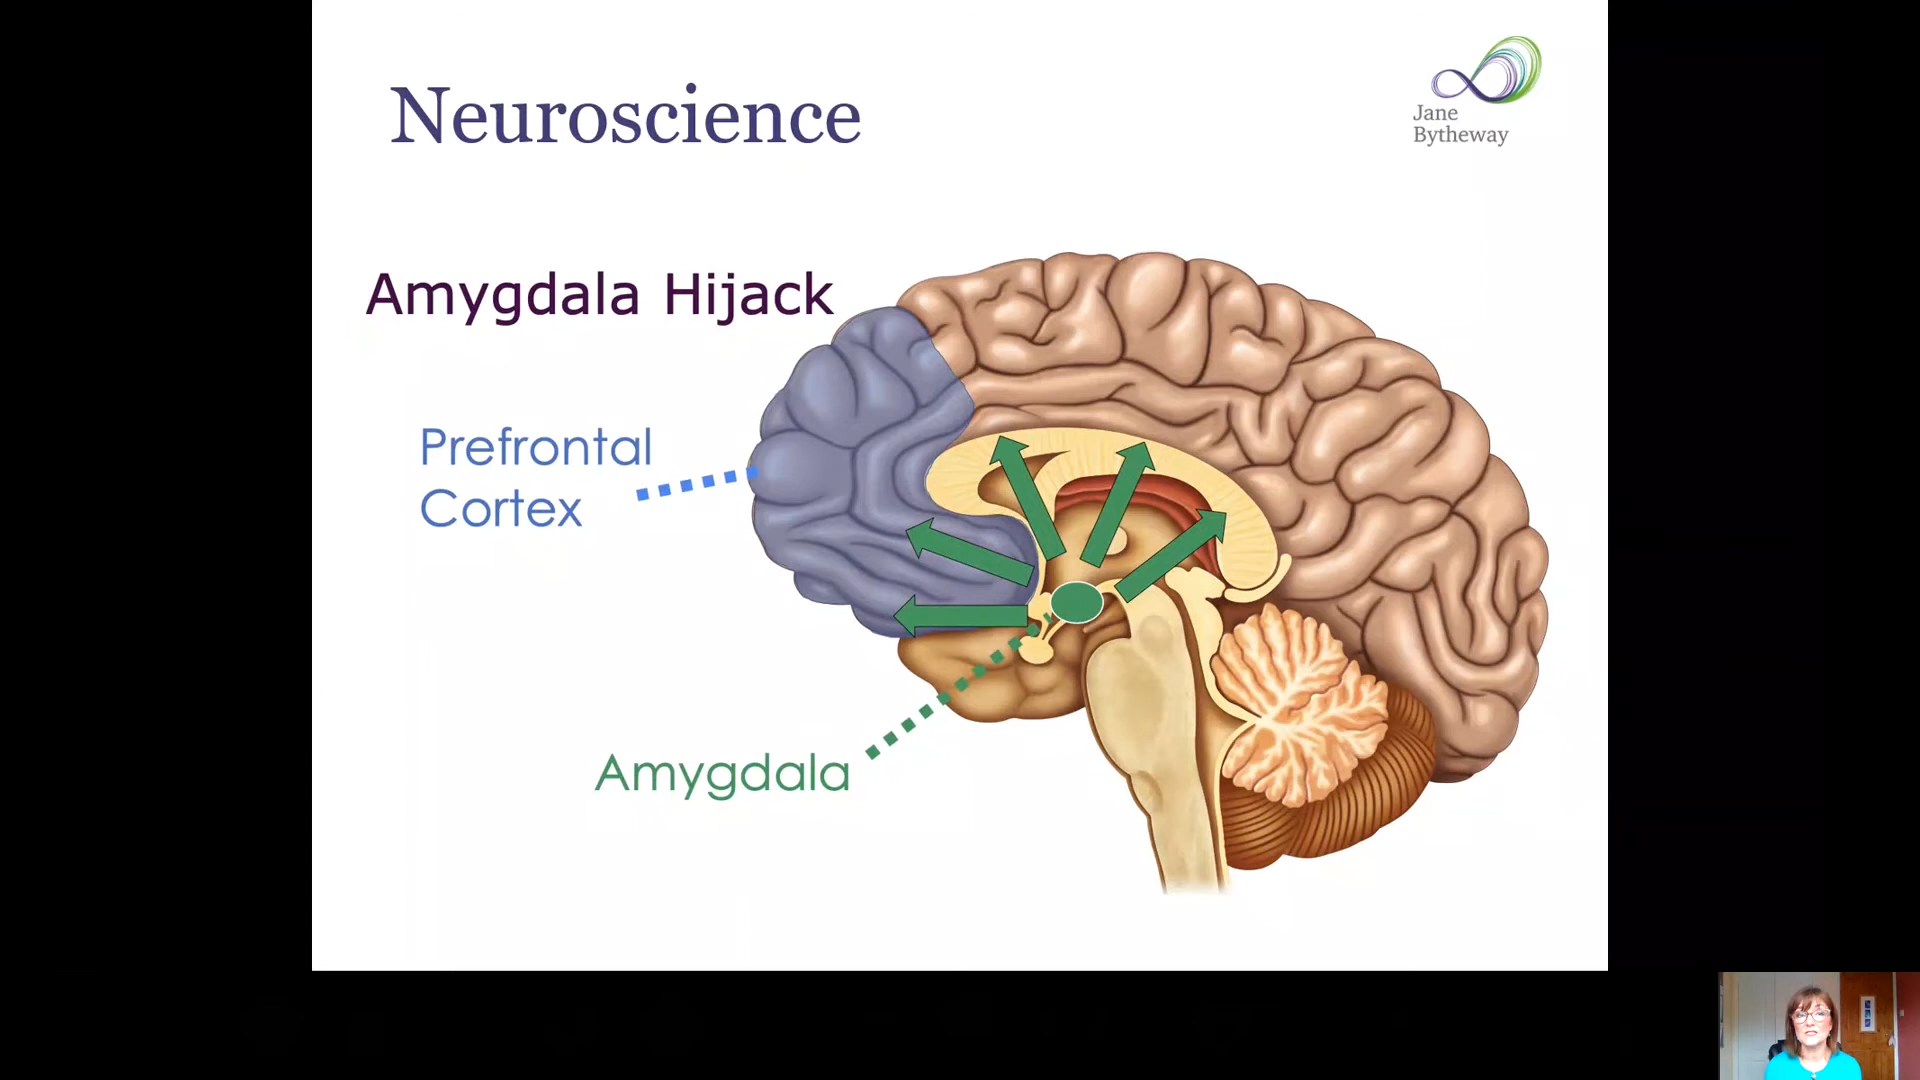 Neuroscience
Jane
Bytheway
Amygdala Hijack
Prefrontal
Cortex
Amygdala